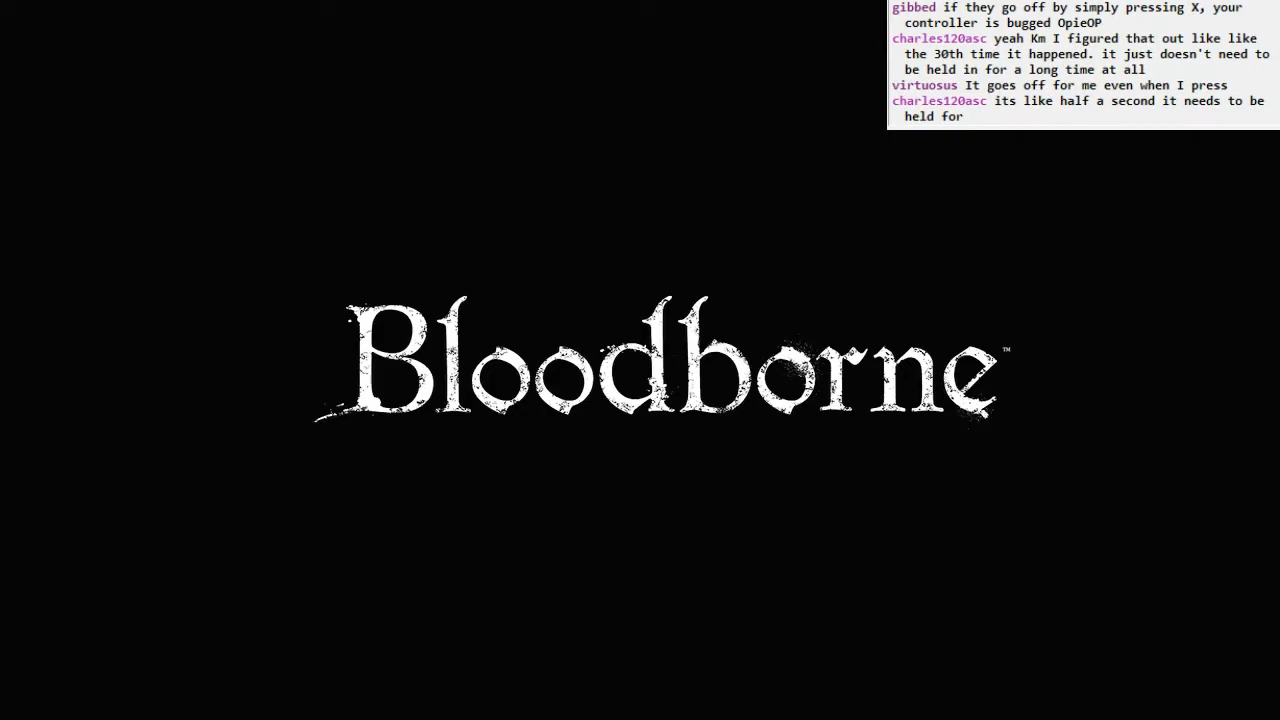 gibbed if they go off by simply pressing X, your
controller is bugged OpieOP
charles120asc yeah Km I figured that out like like
the 30th time it happened. it just doesn't need to
be held in for a long time at all
virtuosus It goes off for me even when I press
charles120asc its like half a second it needs to be
held for
Bloodborne™